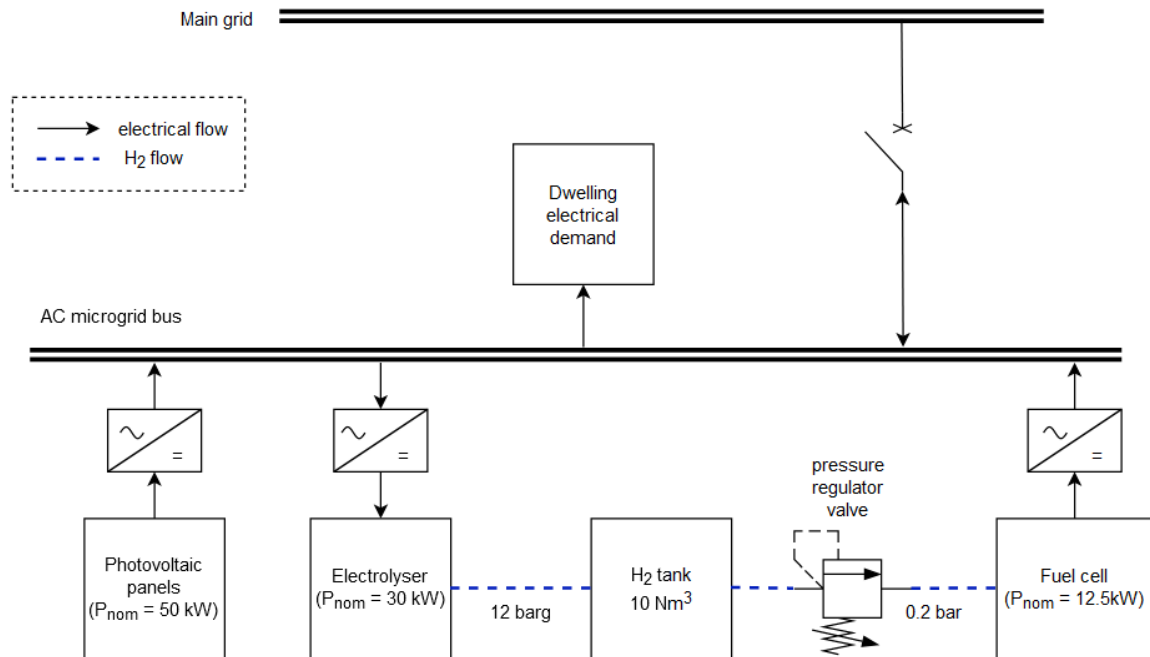 Main grid
electrical flow
H2 flow
Dwelling
electrical
demand
AC microgrid bus
=
=
=
pressure
regulator
valve
Photovoltaic
panels
(Pnom = 50 kW)
Electrolyser
(Pnom = 30 kW)
12 barg
H2 tank
10 Nm3
0.2 bar
Fuel cell
(Pnom = 12.5kW)